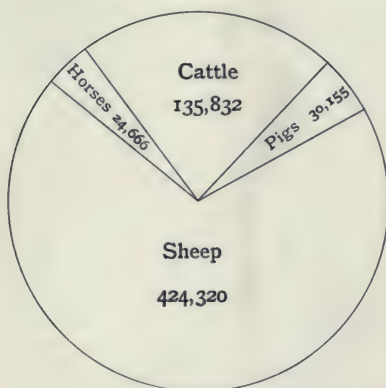 Cattle
135,832
Horses 24,666
Pigs 30,155
Sheep
424,320